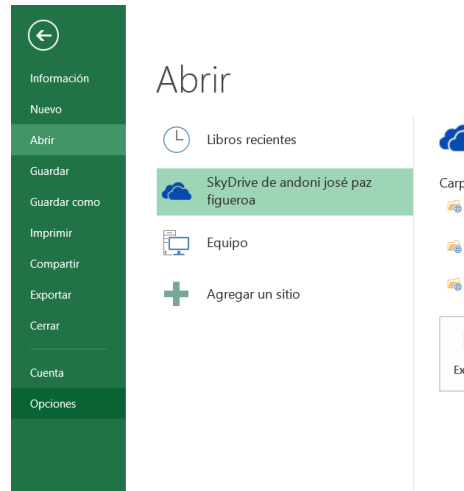 Información
Nuevo
Abrir
Guardar
Guardar como
Imprimir
Compartir
Exportar
Cerrar
Cuenta
Opciones
Abrir
Libros recientes
SkyDrive de andoni josé paz
figueroa
Equipo
Agregar un sitio
Carp
Ex